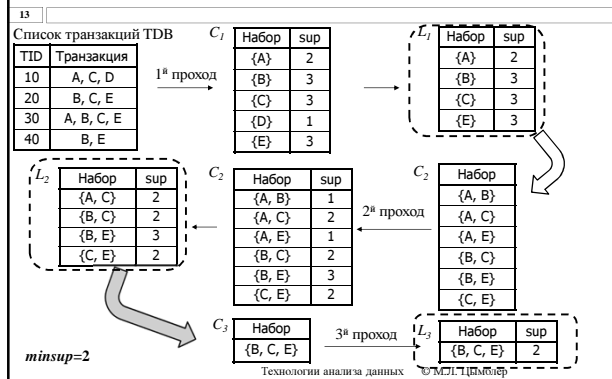 13
Список транзакций TDB
TID Транзакция
10 A, C, D
20 B, C, E
30 A, B, C, E
40 B, E
1й проход
C1
Набор sup
{A} 2
{B} 3
{C} 3
{D} 1
{E} 3
L1
Набор sup
{A} 2
{B} 3
{C} 3
{E} 3
L2
Набор sup
{A, C} 2
{B, C} 2
{B, E} 3
{C, E} 2
C2
Набор sup
{A, B} 1
{A, C} 2
{A, E} 1
{B, C} 2
{B, E} 3
{C, E} 2
2й проход
C2
Набор
{A, B}
{A, C}
{A, E}
{B, C}
{B, E}
{C, E}
C3
Набор
{B, C, E}
3й проход
L3
Набор sup
{B, C, E} 2
minsup=2
Технологии анализа данных © М.Л. Цымблер